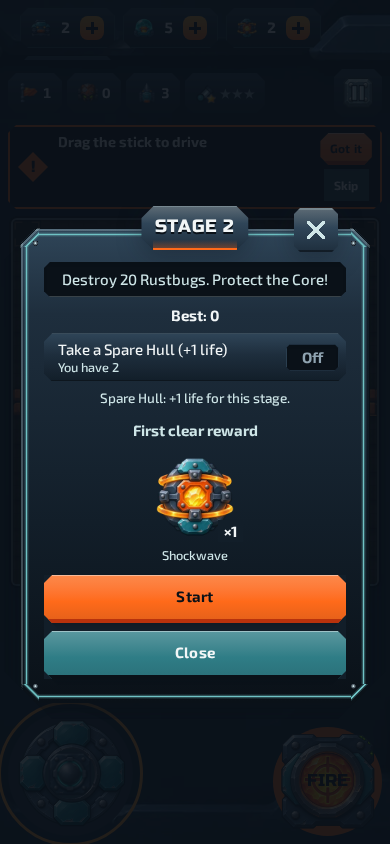 2
5
2
1
0
3
Drag the stick to drive
Got it
Skip
STAGE 2
Destroy 20 Rustbugs. Protect the Core!
Best: 0
Take a Spare Hull (+1 life)
You have 2
Off
Spare Hull: +1 life for this stage.
First clear reward
×1
Shockwave
Start
Close
FIRE